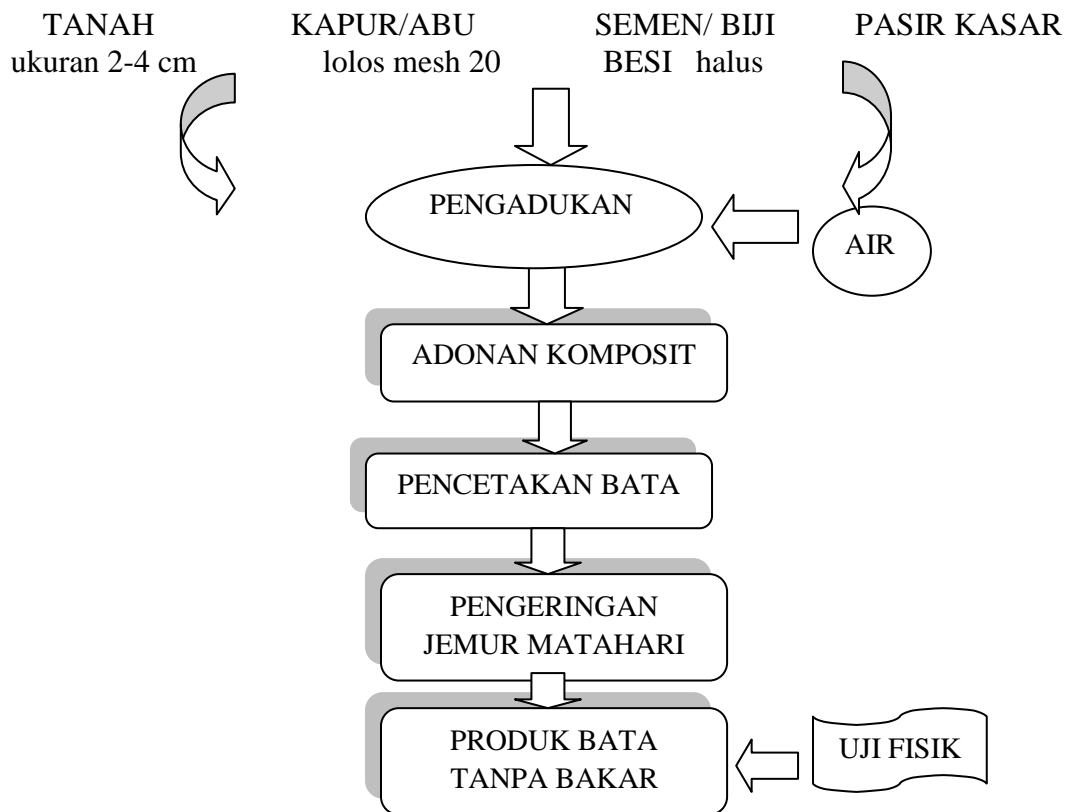 TANAH KAPUR/ABU SEMEN/ BIJI PASIR KASAR
ukuran 2-4 cm lolos mesh 20 BESI halus
PENGADUKAN
AIR
ADONAN KOMPOSIT
PENCETAKAN BATA
PENGERINGAN
JEMUR MATAHARI
PRODUK BATA
TANPA BAKAR
UJI FISIK